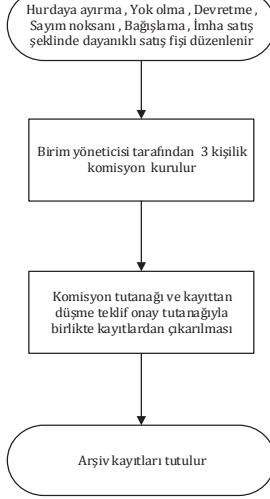 Hurdaya ayırma , Yok olma , Devretme ,
Sayım noksanı , Bağışlama , İmha satış
şeklinde dayanıklı satış fişi düzenlenir
Birim yöneticisi tarafından 3 kişilik
komisyon kurulur
Komisyon tutanağı ve kayıttan
düşme teklif onay tutanağıyla
birlikte kayıtlardan çıkarılması
Arşiv kayıtları tutulur